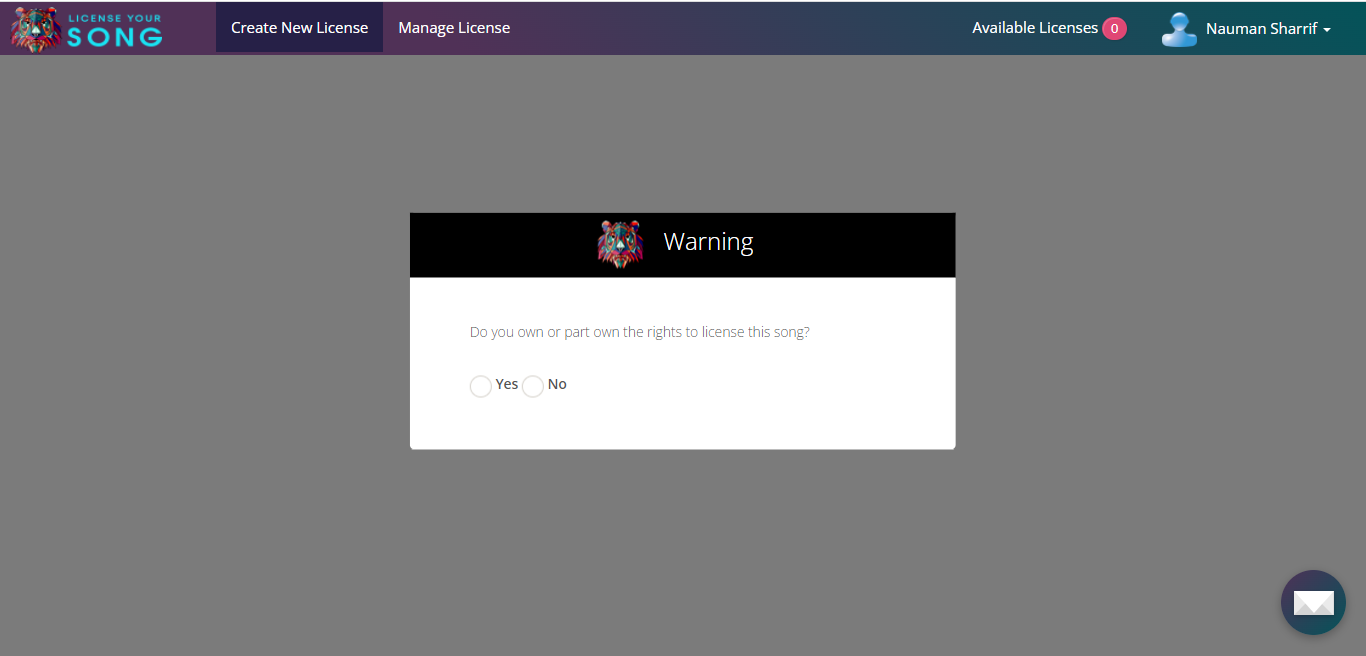 LICENSE YOUR
SONG
Create New License
Manage License
Available Licenses 0
Nauman Sharrif
Warning
Do you own or part own the rights to license this song?
Yes No